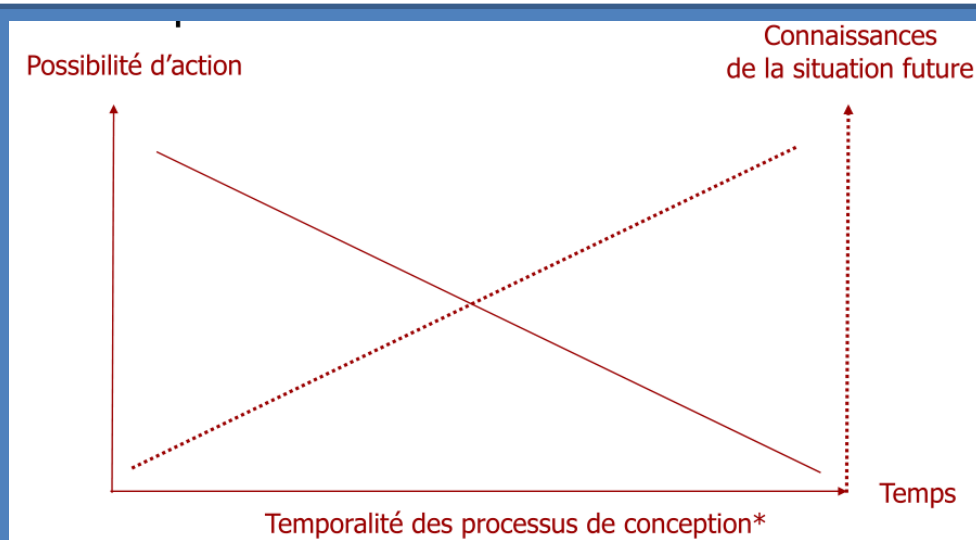 Possibilité d'action
Connaissances
de la situation future
Temps
Temporalité des processus de conception*